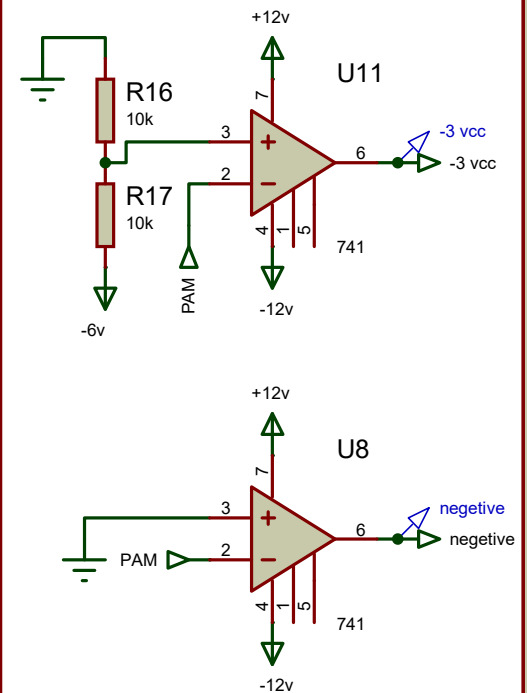 +12v
U11
R16
10k
7
3
-3 vcc
6
-3 vcc
2
R17
10k
4
1
5
741
PAM
-12v
-6v
+12v
U8
7
3
negetive
6
negetive
PAM
2
4
1
5
741
-12v